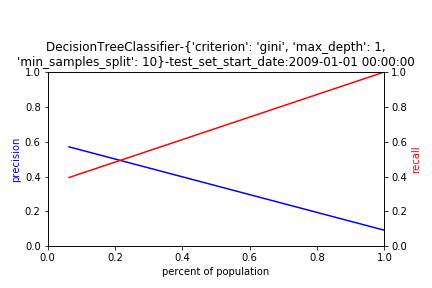 DecisionTreeClassifier-{'criterion': 'gini', 'max_depth': 1,
'min_samples_split': 10}-test_set_start_date:2009-01-01 00:00:00
1.0
0.8
0.6
0.4
0.2
0.0
precision
1.0
0.8
0.6
0.4
0.2
0.0
recall
0.0 0.2 0.4 0.6 0.8 1.0
percent of population